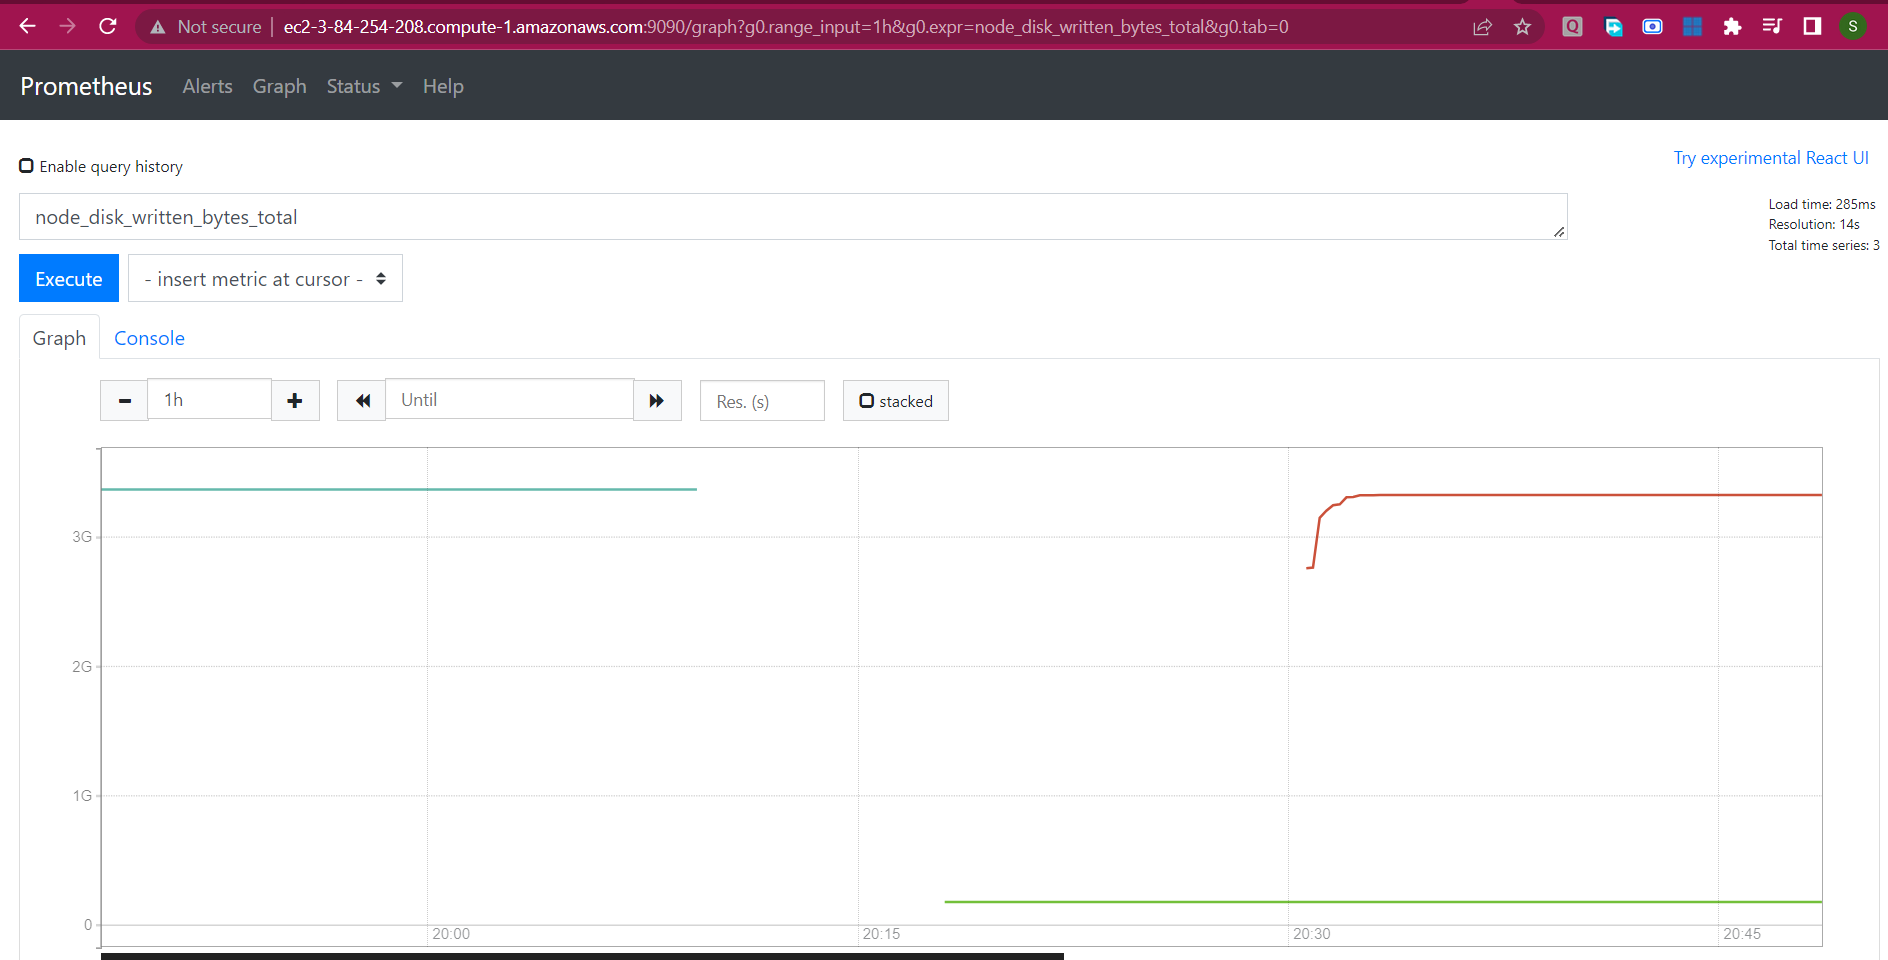 Not secure | ec2-3-84-254-208.compute-1.amazonaws.com:9090/graph?g0.range_input=1h&g0.expr=node_disk_written_bytes_total&g0.tab=0
Q
S
Prometheus Alerts Graph Status Help
Enable query history
Try experimental React UI
node_disk_written_bytes_total
Load time: 285ms
Resolution: 14s
Total time series: 3
Execute - insert metric at cursor -
Graph Console
1h Until Res. (s) stacked
3G
2G
1G
0
20:00 20:15 20:30 20:45